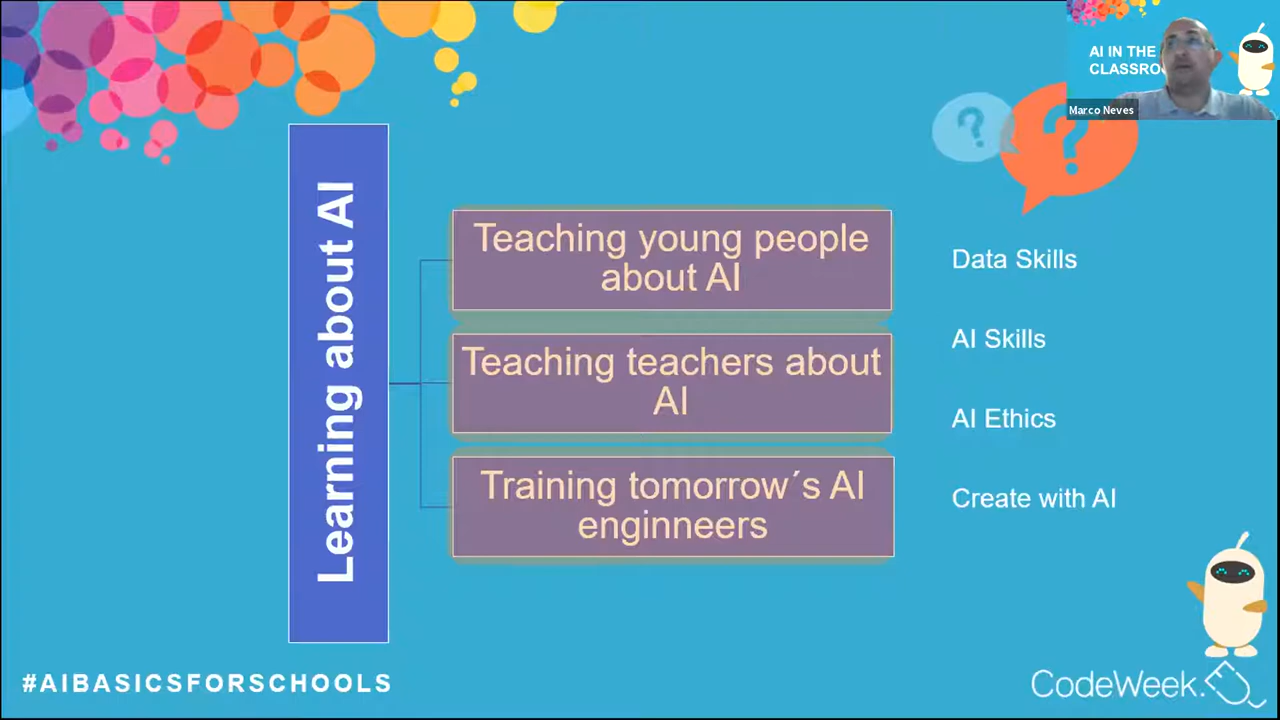 AI IN THE
CLASSRO
Marco Neves
?
?
Learning about AI
Teaching young people
about AI
Teaching teachers about
AI
Training tomorrow´s AI
enginneers
Data Skills
AI Skills
AI Ethics
Create with AI
#AIBASICSFORSCHOOLS
CodeWeek.